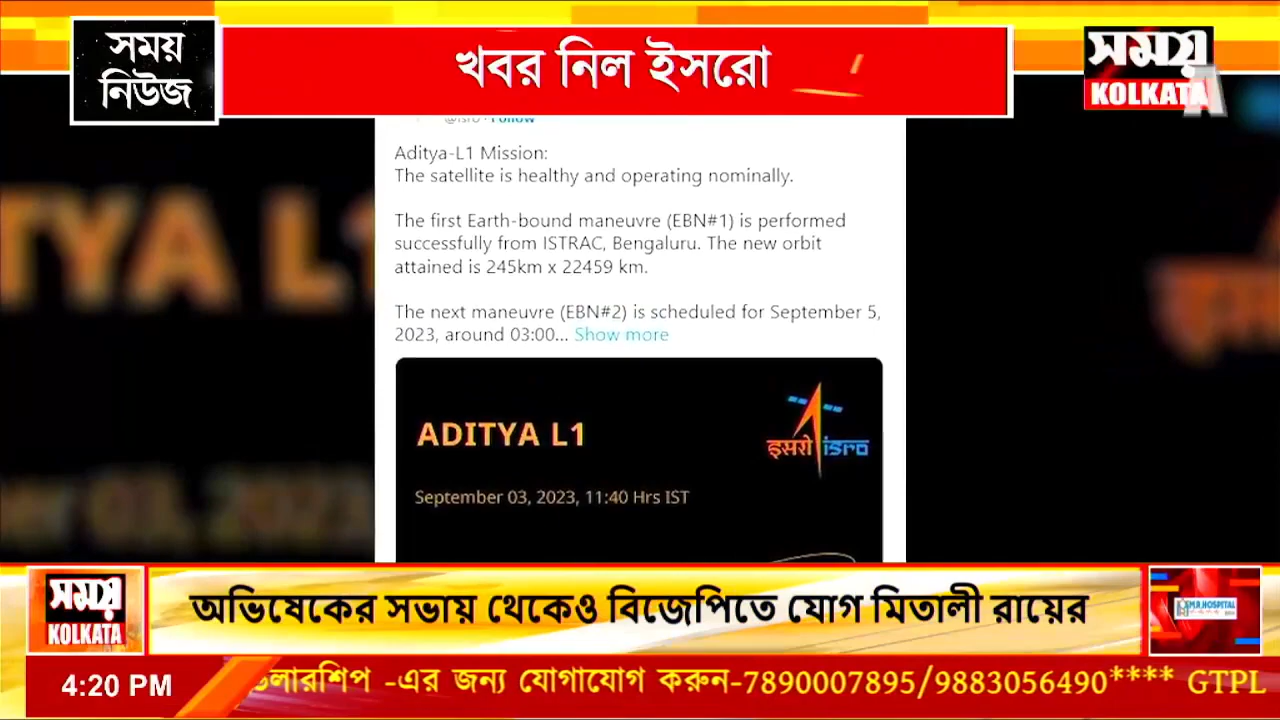 সময়
নিউজ
খবর নিল ইসরো
সময়
KOLKATA
@isro · Follow
Aditya-L1 Mission:
The satellite is healthy and operating nominally.
The first Earth-bound maneuvre (EBN#1) is performed
successfully from ISTRAC, Bengaluru. The new orbit
attained is 245km x 22459 km.
The next maneuvre (EBN#2) is scheduled for September 5,
2023, around 03:00... Show more
ADITYA L1
इसरो isro
September 03, 2023, 11:40 Hrs IST
সময়
KOLKATA
অভিষেকের সভায় থেকেও বিজেপিতে যোগ মিতালী রায়ের
HOSPITAL
4:20 PM
লারশিপ -এর জন্য যোগাযোগ করুন-7890007895/9883056490**** GTPL